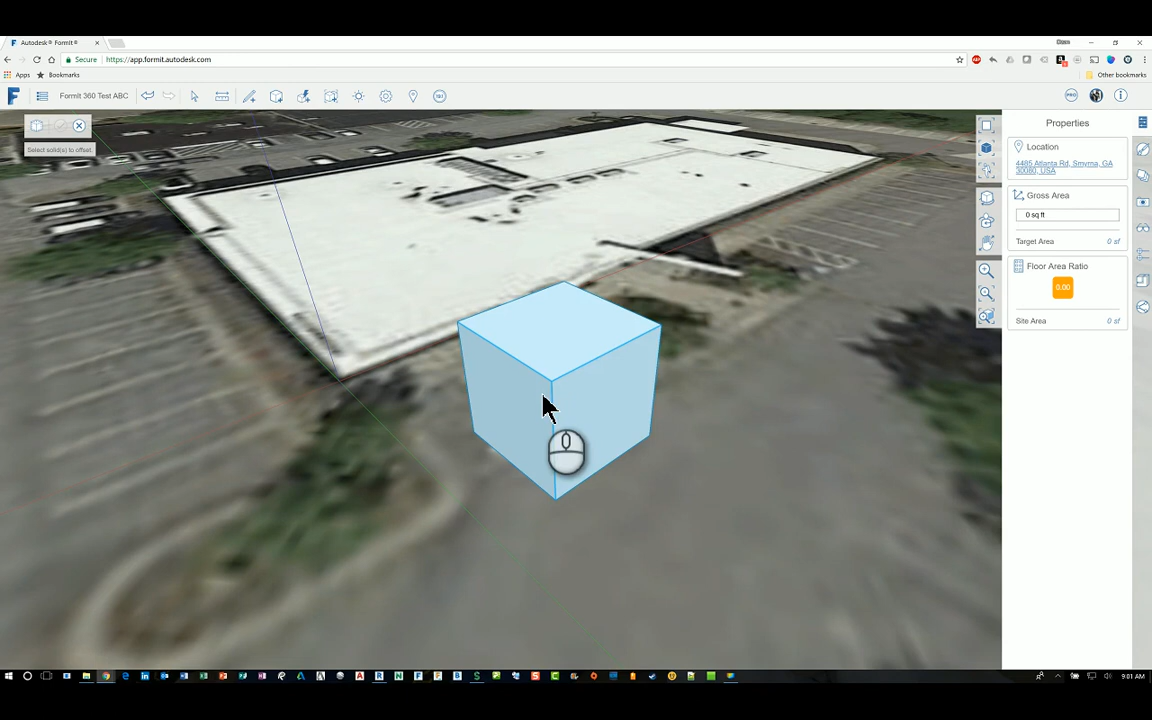 Autodesk® FormIt®
Secure
https://app.formit.autodesk.com
Apps
Bookmarks
Other bookmarks
FormIt 360 Test ABC
PRO
Select solid(s) to offset.
Properties
Location
4485 Atlanta Rd, Smyrna, GA
30080, USA
Gross Area
0 sq ft
Target Area
0 sf
Floor Area Ratio
0.00
Site Area
0 sf
9:01 AM